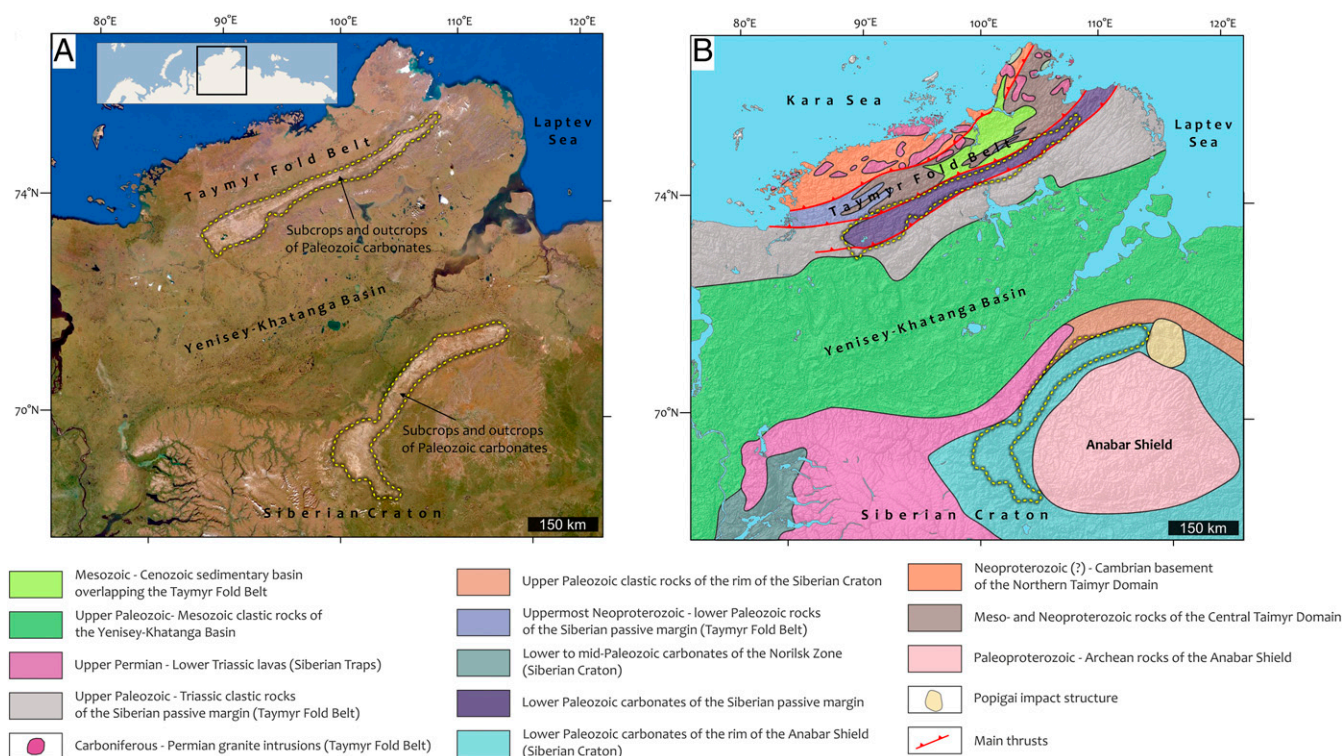 80°E 90°E 100°E 110°E 120°E
A
Laptev
Sea
Taymyr Fold Belt
74°N
Subcrops and outcrops
of Paleozoic carbonates
Yenisey-Khatanga Basin
70°N
Subcrops and outcrops
of Paleozoic carbonates
Siberian Craton
150 km
80°E 90°E 100°E 110°E 120°E
B
Kara Sea
Laptev
Sea
Taymyr Fold Belt
74°N
Yenisey-Khatanga Basin
70°N
Anabar Shield
Siberian Craton
150 km
Mesozoic - Cenozoic sedimentary basin
overlapping the Taymyr Fold Belt
Upper Paleozoic- Mesozoic clastic rocks of
the Yenisey-Khatanga Basin
Upper Permian - Lower Triassic lavas (Siberian Traps)
Upper Paleozoic - Triassic clastic rocks
of the Siberian passive margin (Taymyr Fold Belt)
Carboniferous - Permian granite intrusions (Taymyr Fold Belt)
Upper Paleozoic clastic rocks of the rim of the Siberian Craton
Uppermost Neoproterozoic - lower Paleozoic rocks
of the Siberian passive margin (Taymyr Fold Belt)
Lower to mid-Paleozoic carbonates of the Norilsk Zone
(Siberian Craton)
Lower Paleozoic carbonates of the Siberian passive margin
Lower Paleozoic carbonates of the rim of the Anabar Shield
(Siberian Craton)
Neoproterozoic (?) - Cambrian basement
of the Northern Taimyr Domain
Meso- and Neoproterozoic rocks of the Central Taimyr Domain
Paleoproterozoic - Archean rocks of the Anabar Shield
Popigai impact structure
Main thrusts